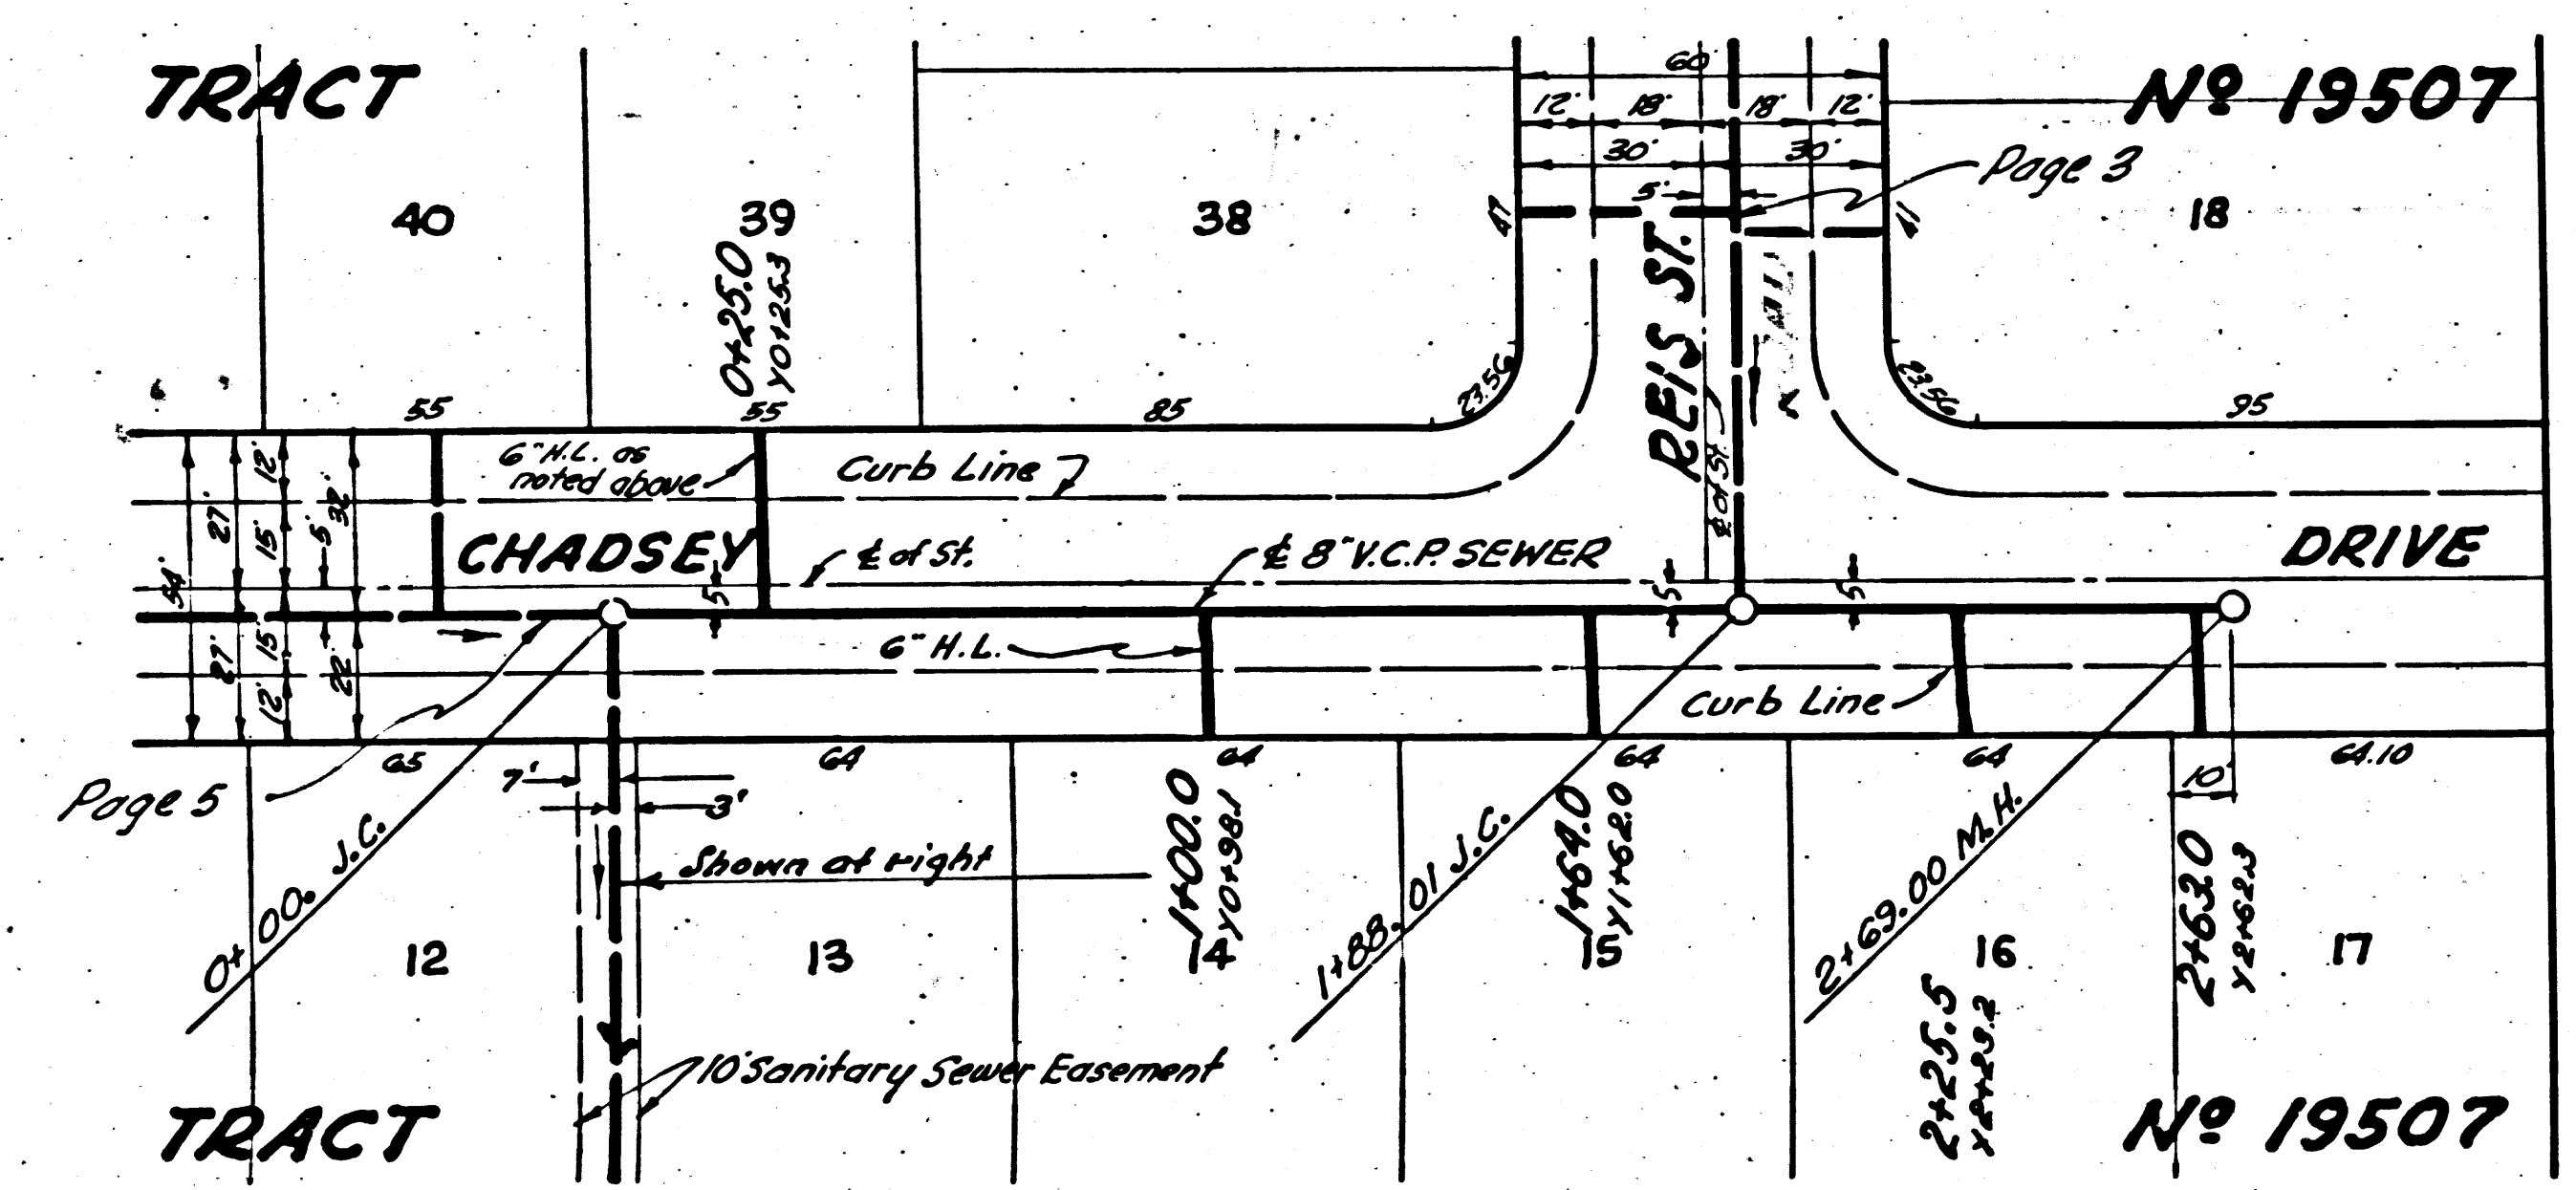 TRACT
Nº 19507
60'
12' 18' 18' 12'
30' 30'
5'
Page 3
40
39
38
47
18
0+25.0
Y0+25.3
REIS ST.
23.56
23.56
55
55
85
95
6" H.L. as
noted above
Curb Line
℄ of St.
12'
27'
15'
5'
32'
54'
CHADSEY
℄ of St.
℄ 8" V.C.P. SEWER
DRIVE
5'
5'
5'
27'
15'
12'
22'
6" H.L.
Curb Line
65
64
64
64
64
64.10
7'
3'
10'
Page 5
0+00. J.C.
Shown at right
1+00.0
Y0+98.1
1+88.01 J.C.
1+64.0
Y1+62.0
2+69.00 M.H.
2+63.0
Y2+62.3
12
13
14
15
16
17
2+25.5
Y2+23.2
10' Sanitary Sewer Easement
TRACT
Nº 19507